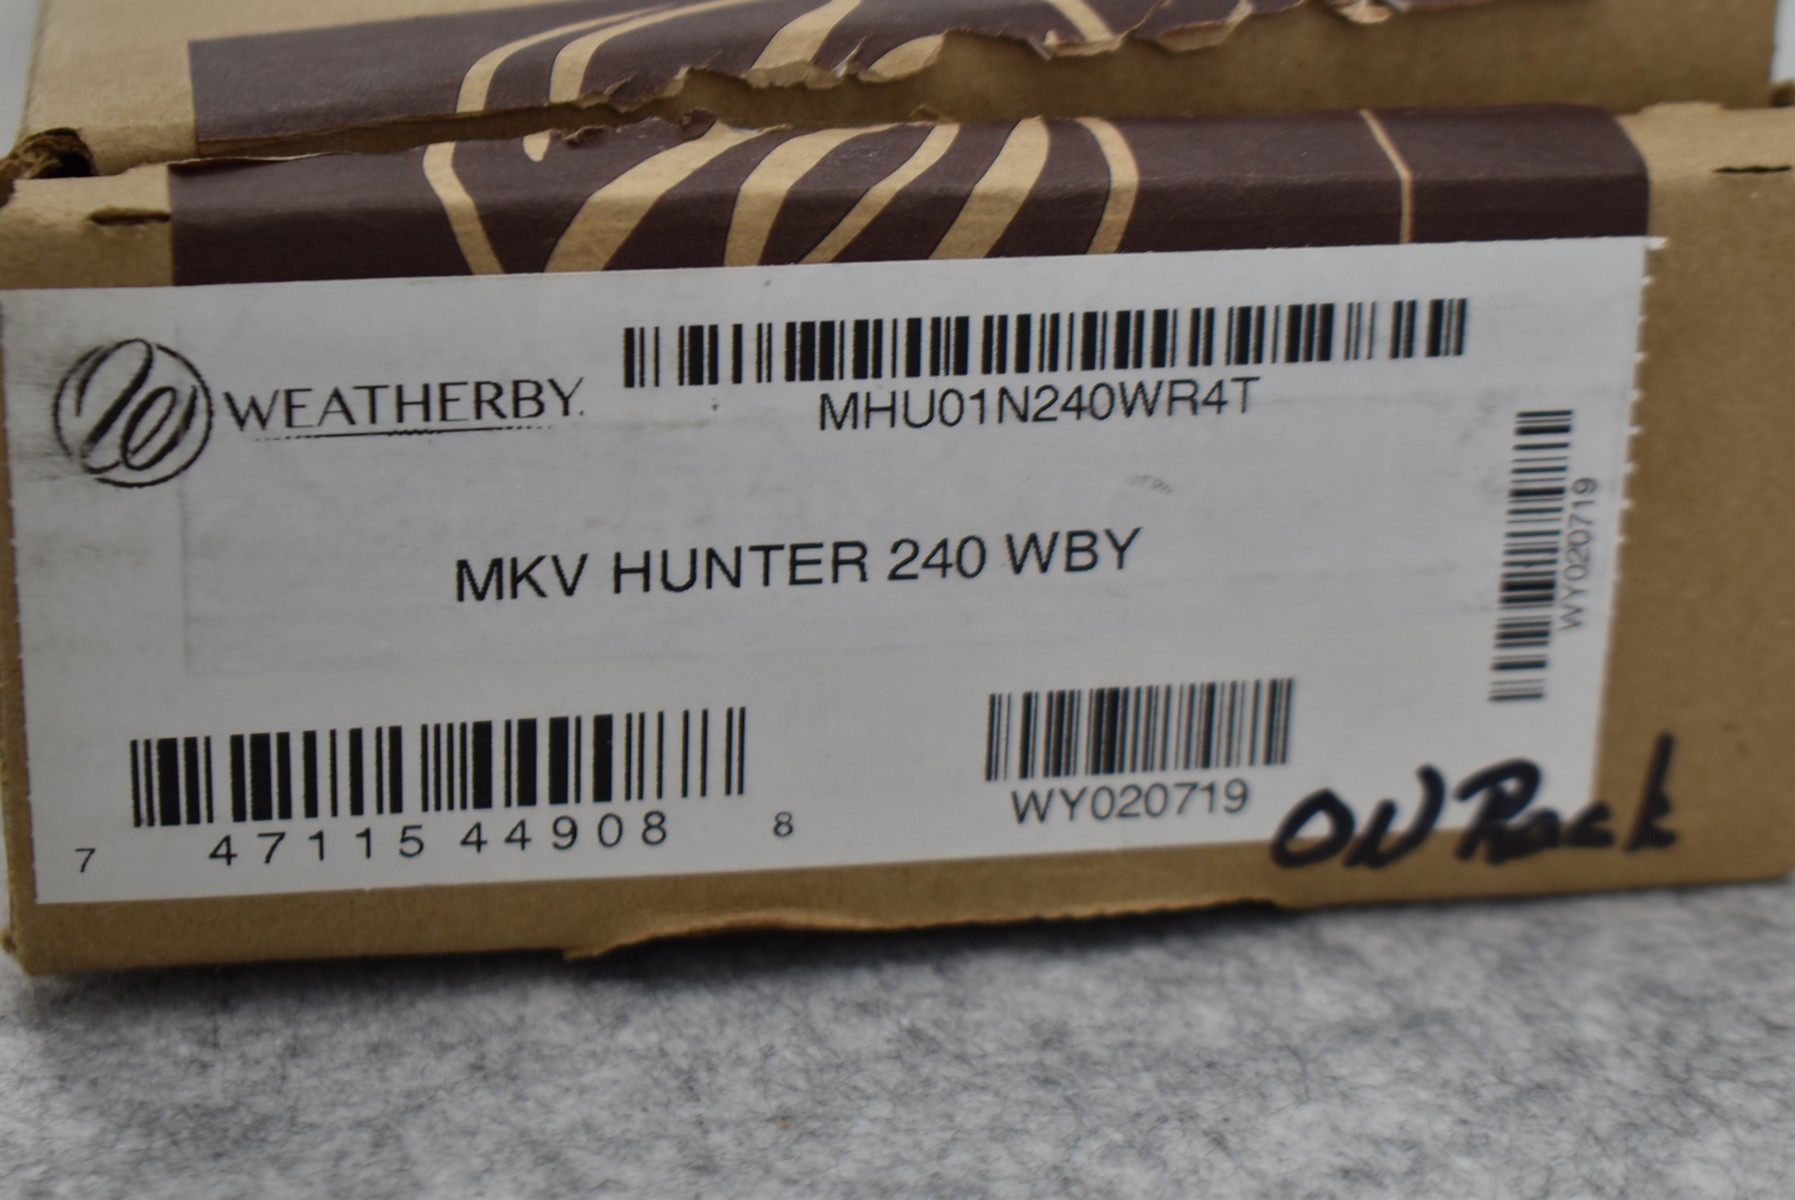 WEATHERBY
MHU01N240WR4T
MKV HUNTER 240 WBY
WY020719
7 47115 44908 8
WY020719
ON Rack